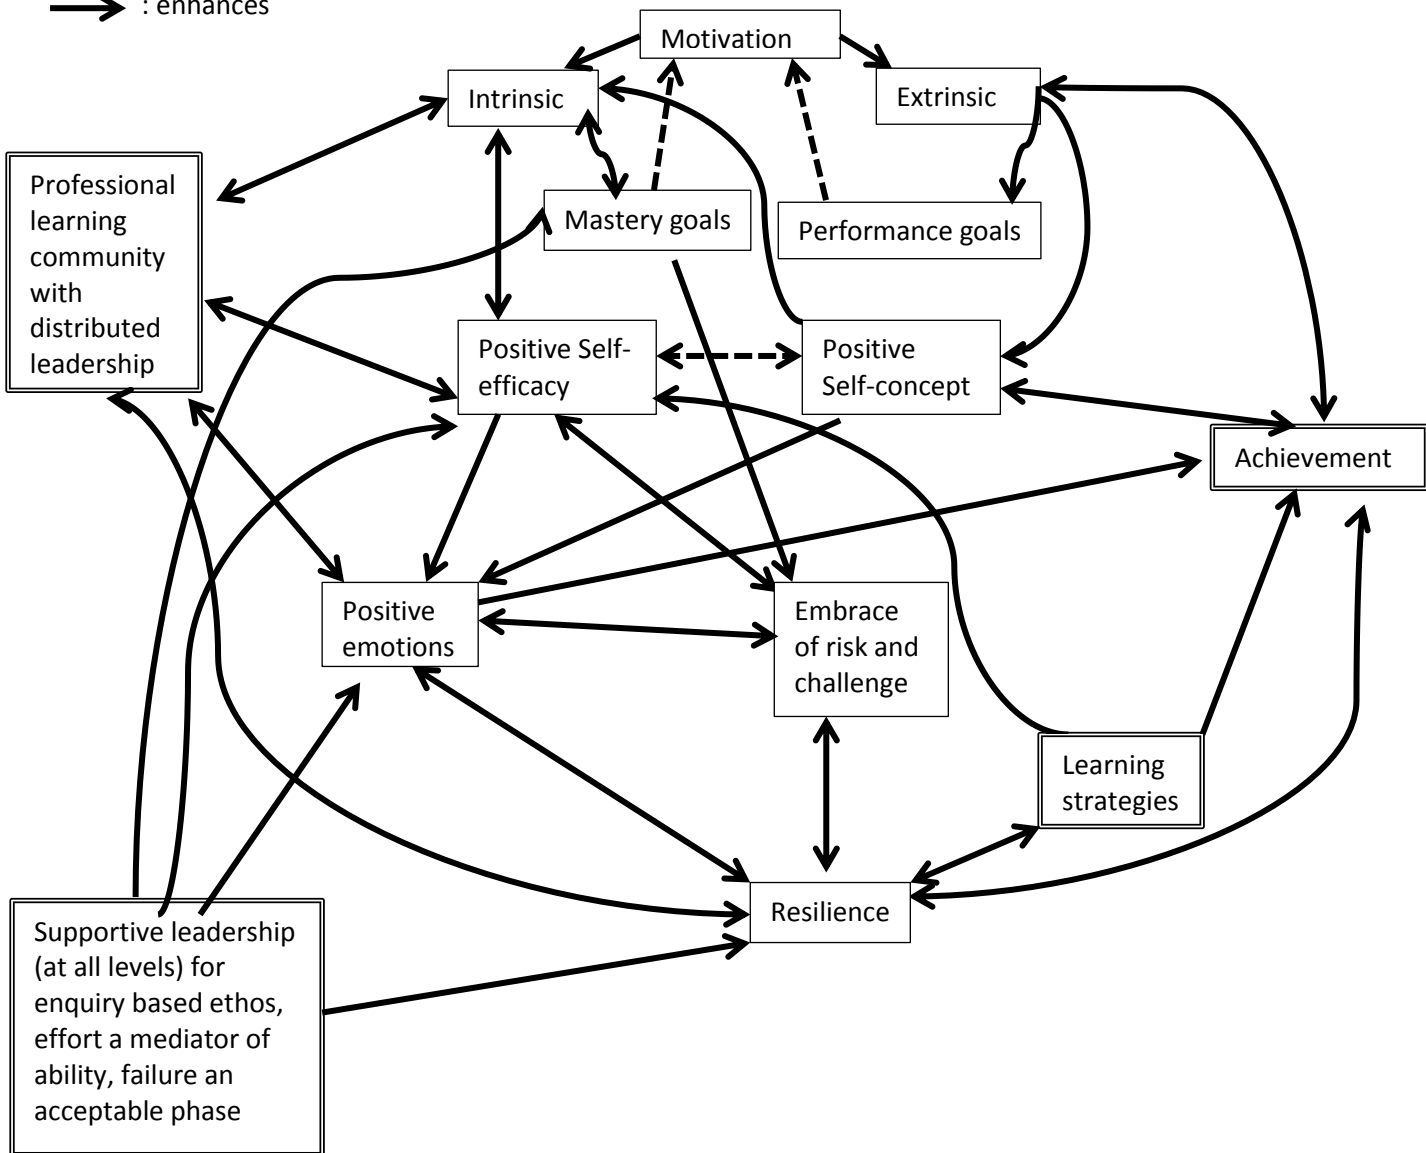 : enhances
Motivation
Intrinsic
Extrinsic
Professional
learning
community
with
distributed
leadership
Mastery goals
Performance goals
Positive Self-
efficacy
Positive
Self-concept
Achievement
Positive
emotions
Embrace
of risk and
challenge
Learning
strategies
Resilience
Supportive leadership
(at all levels) for
enquiry based ethos,
effort a mediator of
ability, failure an
acceptable phase